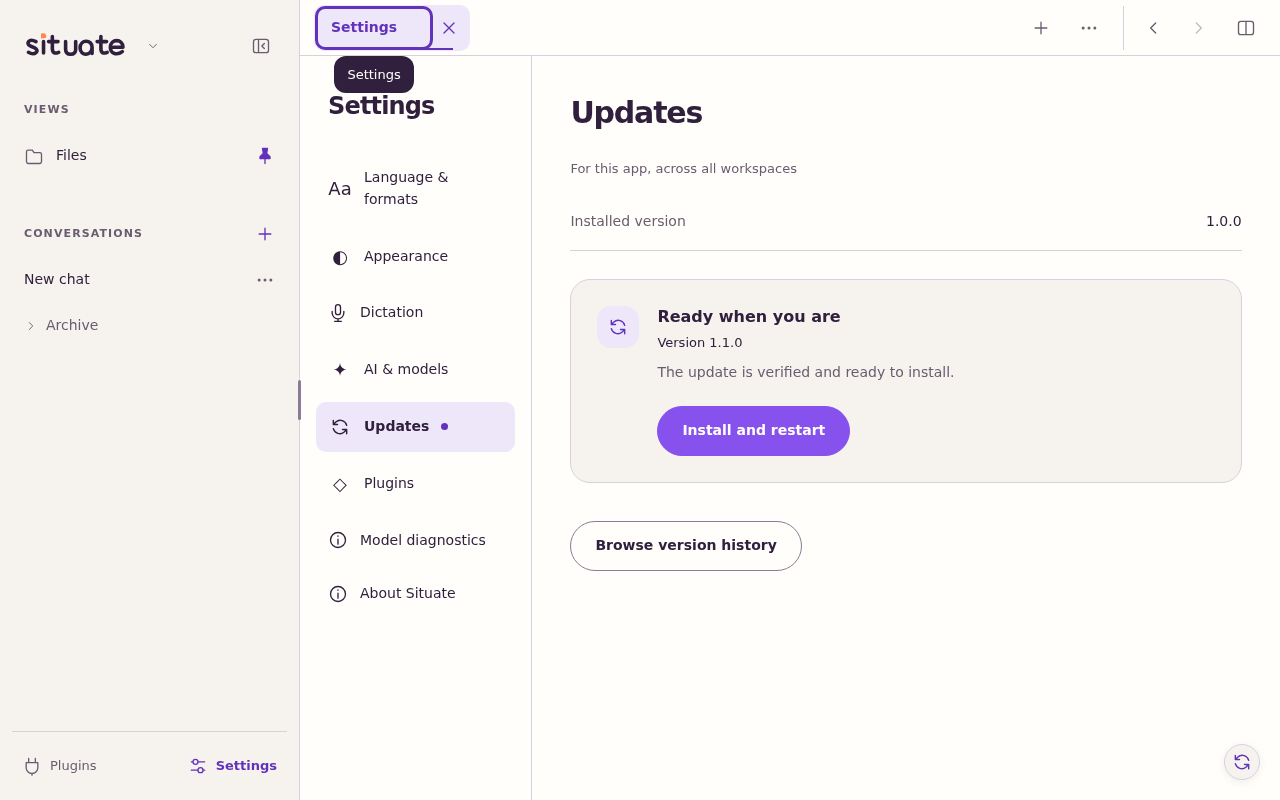 situate
VIEWS
Files
CONVERSATIONS
New chat
Archive
Plugins
Settings
Settings
Settings
Settings
Aa
Language &
formats
Appearance
Dictation
AI & models
Updates
Plugins
Model diagnostics
About Situate
Updates
For this app, across all workspaces
Installed version 1.0.0
Ready when you are
Version 1.1.0
The update is verified and ready to install.
Install and restart
Browse version history